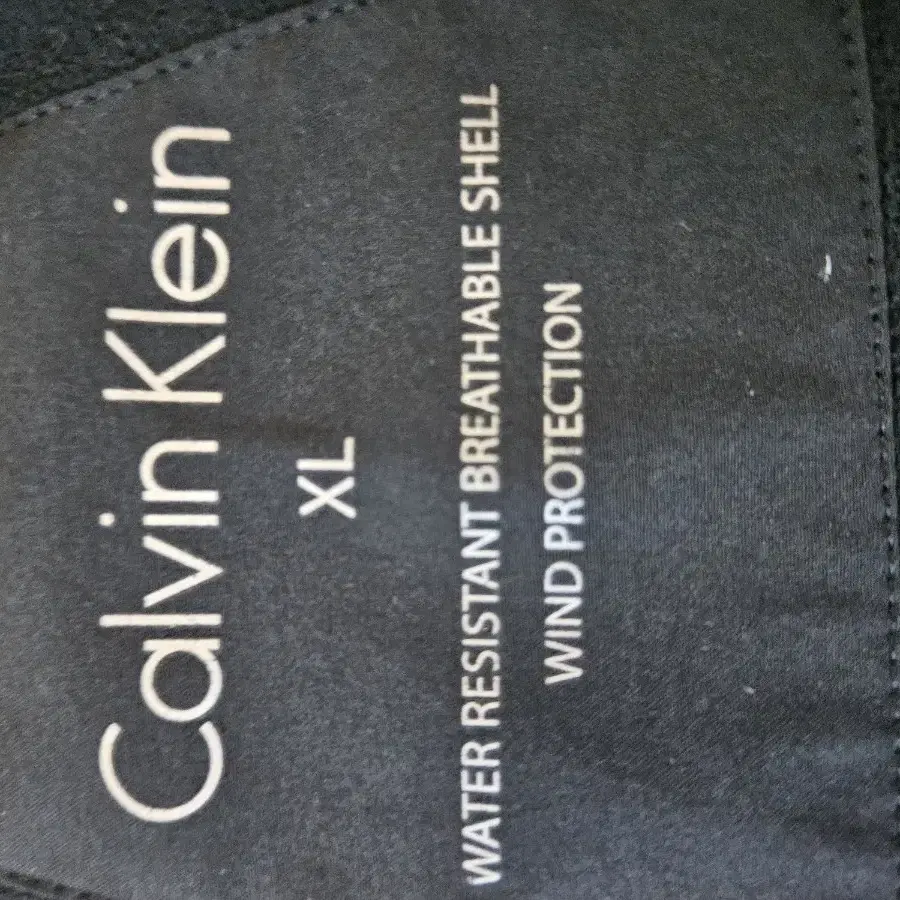 Calvin Klein
XL
WATER RESISTANT BREATHABLE SHELL
WIND PROTECTION